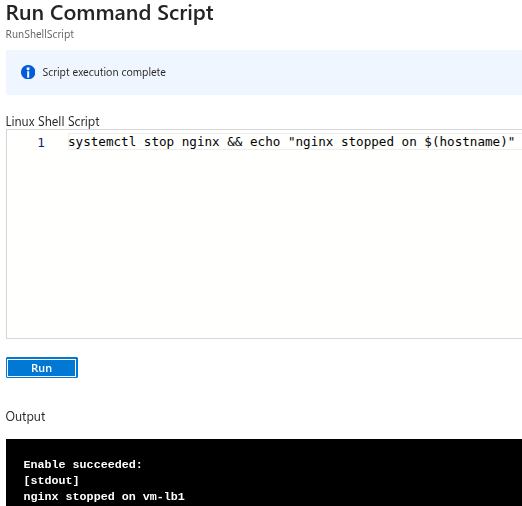 Run Command Script
RunShellScript
Script execution complete
Linux Shell Script
1 systemctl stop nginx && echo "nginx stopped on $(hostname)"
Run
Output
Enable succeeded:
[stdout]
nginx stopped on vm-lb1